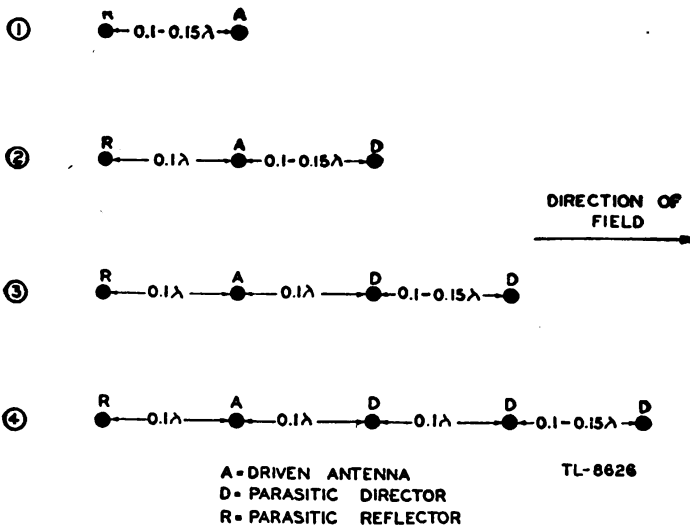 ① A
0.1-0.15λ
② R A D
0.1λ 0.1-0.15λ
DIRECTION OF
FIELD
③ R A D D
0.1λ 0.1λ 0.1-0.15λ
④ R A D D D
0.1λ 0.1λ 0.1λ 0.1-0.15λ
A=DRIVEN ANTENNA
TL-8626
D=PARASITIC DIRECTOR
R=PARASITIC REFLECTOR